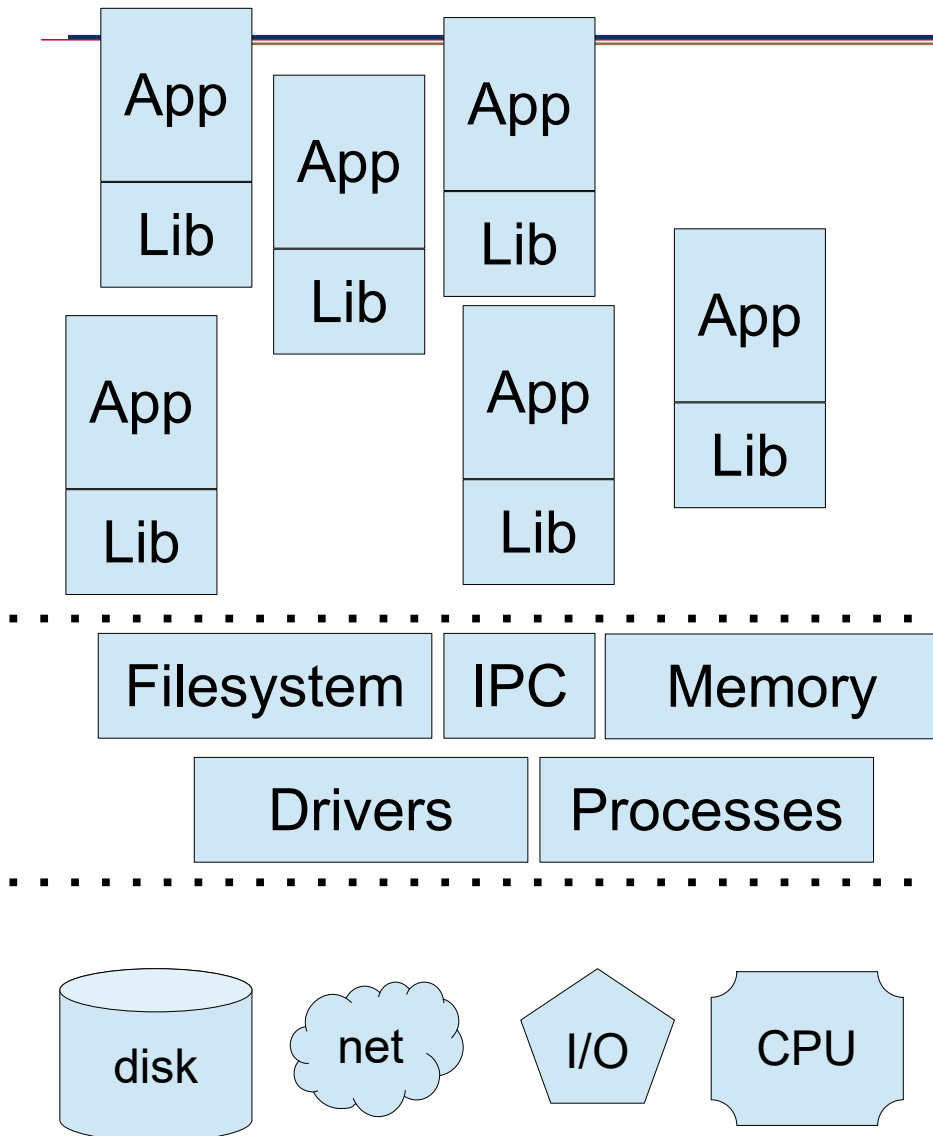 App
Lib
App
Lib
App
Lib
App
Lib
App
Lib
App
Lib
Filesystem
IPC
Memory
Drivers
Processes
disk
net
I/O
CPU